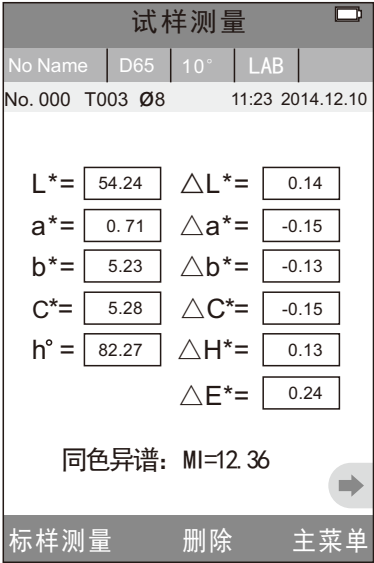 试样测量
No Name D65 10° LAB
No. 000 T003 Ø8 11:23 2014.12.10
L*= 54.24 △L*= 0.14
a*= 0.71 △a*= -0.15
b*= 5.23 △b*= -0.13
C*= 5.28 △C*= -0.15
h°= 82.27 △H*= 0.13
△E*= 0.24
同色异谱：MI=12.36
标样测量 删除 主菜单